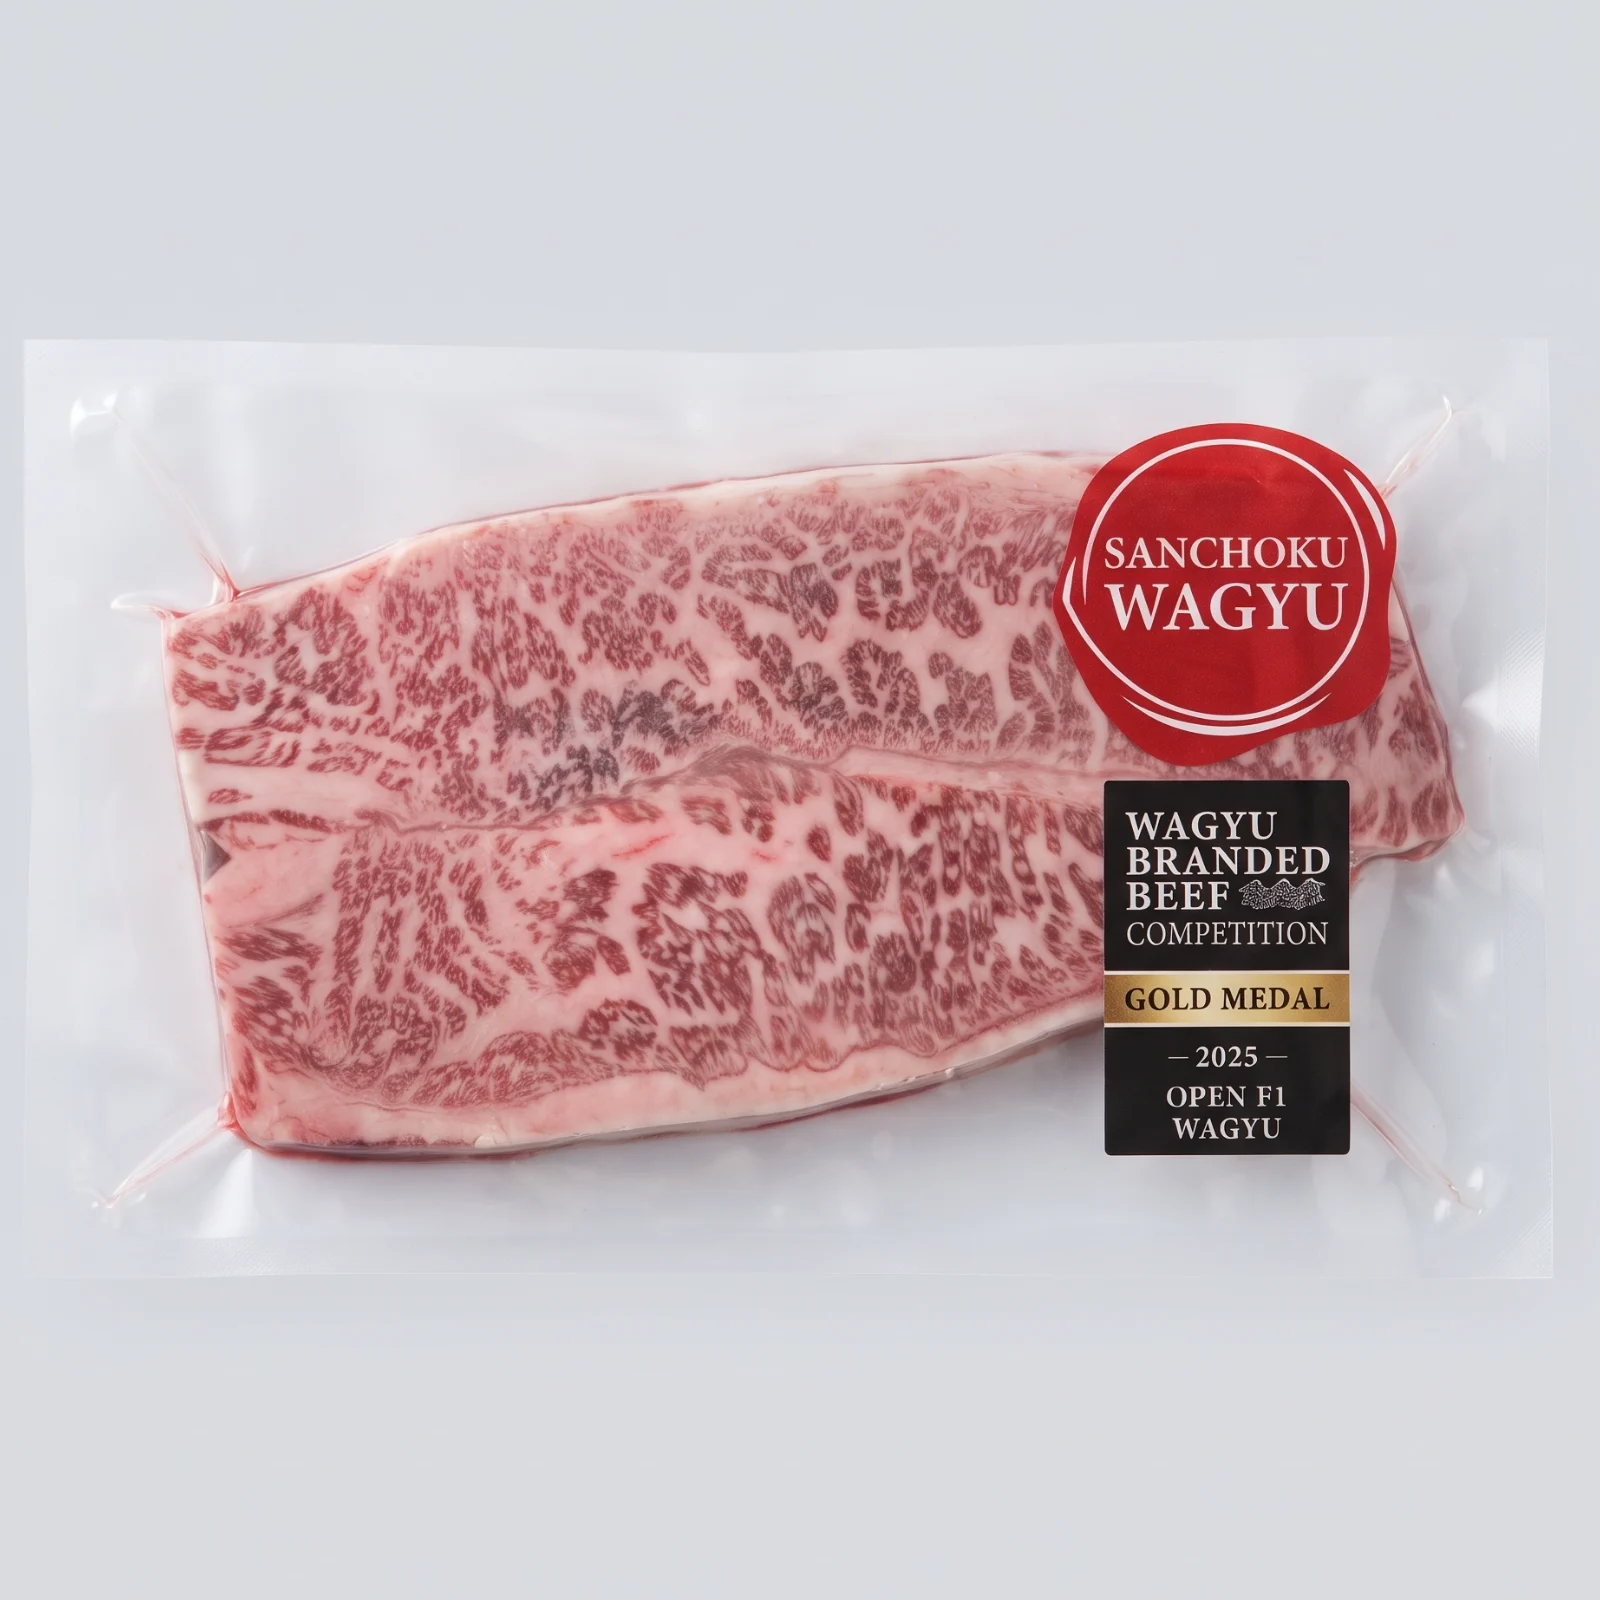 SANCHOKU
WAGYU
WAGYU
BRANDED
BEEF
COMPETITION
GOLD MEDAL
— 2025 —
OPEN F1
WAGYU